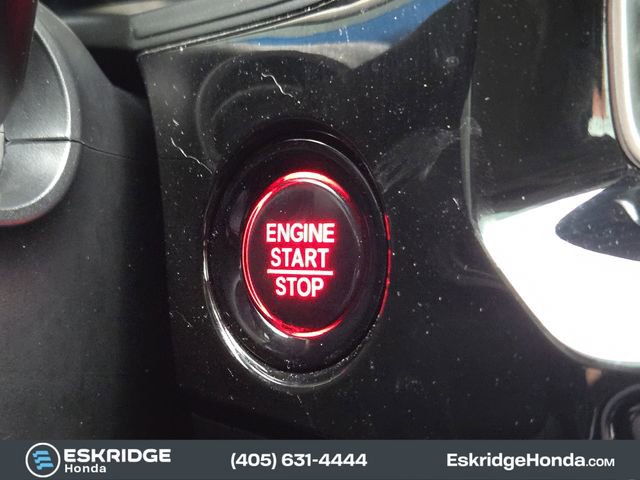 ENGINE
START
STOP
ESKRIDGE
Honda
(405) 631-4444
EskridgeHonda.com